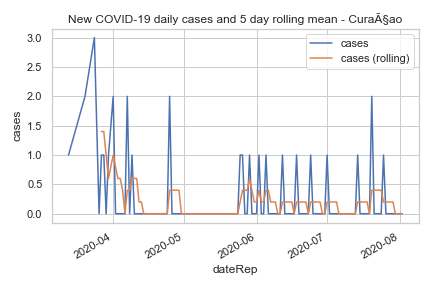 New COVID-19 daily cases and 5 day rolling mean - CuraÃ§ao
cases
cases (rolling)
3.0
2.5
2.0
1.5
1.0
0.5
0.0
cases
2020-04
2020-05
2020-06
2020-07
2020-08
dateRep